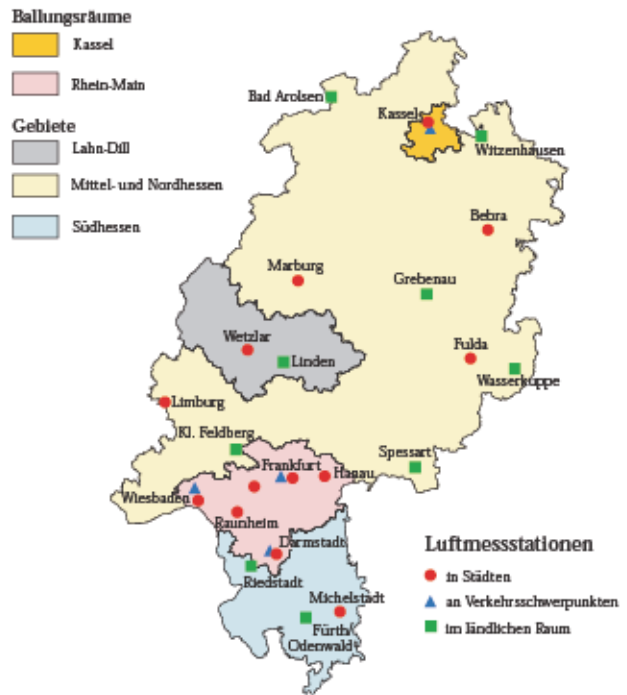 Ballungsräume
Kassel
Rhein-Main
Gebiete
Lahn-Dill
Mittel- und Nordhessen
Südhessen
Bad Arolsen
Kassel
Witzenhausen
Bebra
Marburg
Grebenau
Wetzlar
Linden
Fulda
Wasserkuppe
Limburg
Kl. Feldberg
Spessart
Frankfurt
Hanau
Wiesbaden
Raunheim
Darmstadt
Riedstadt
Michelstadt
Fürth/
Odenwald
Luftmessstationen
in Städten
an Verkehrsschwerpunkten
im ländlichen Raum